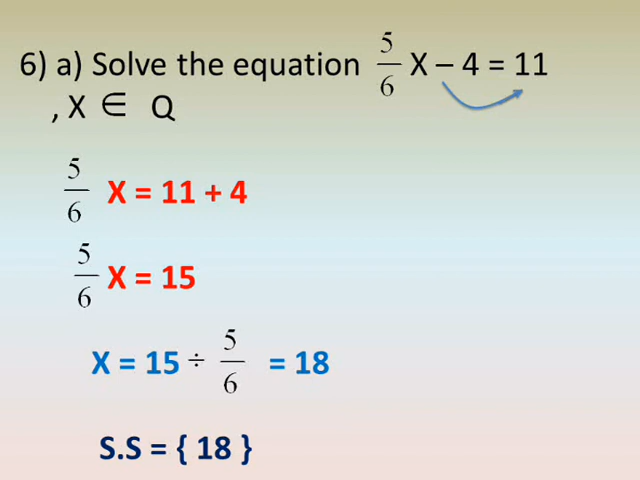 6) a) Solve the equation 5/6 X – 4 = 11
, X ∈ Q
5/6 X = 11 + 4
5/6 X = 15
X = 15 ÷ 5/6 = 18
S.S = { 18 }